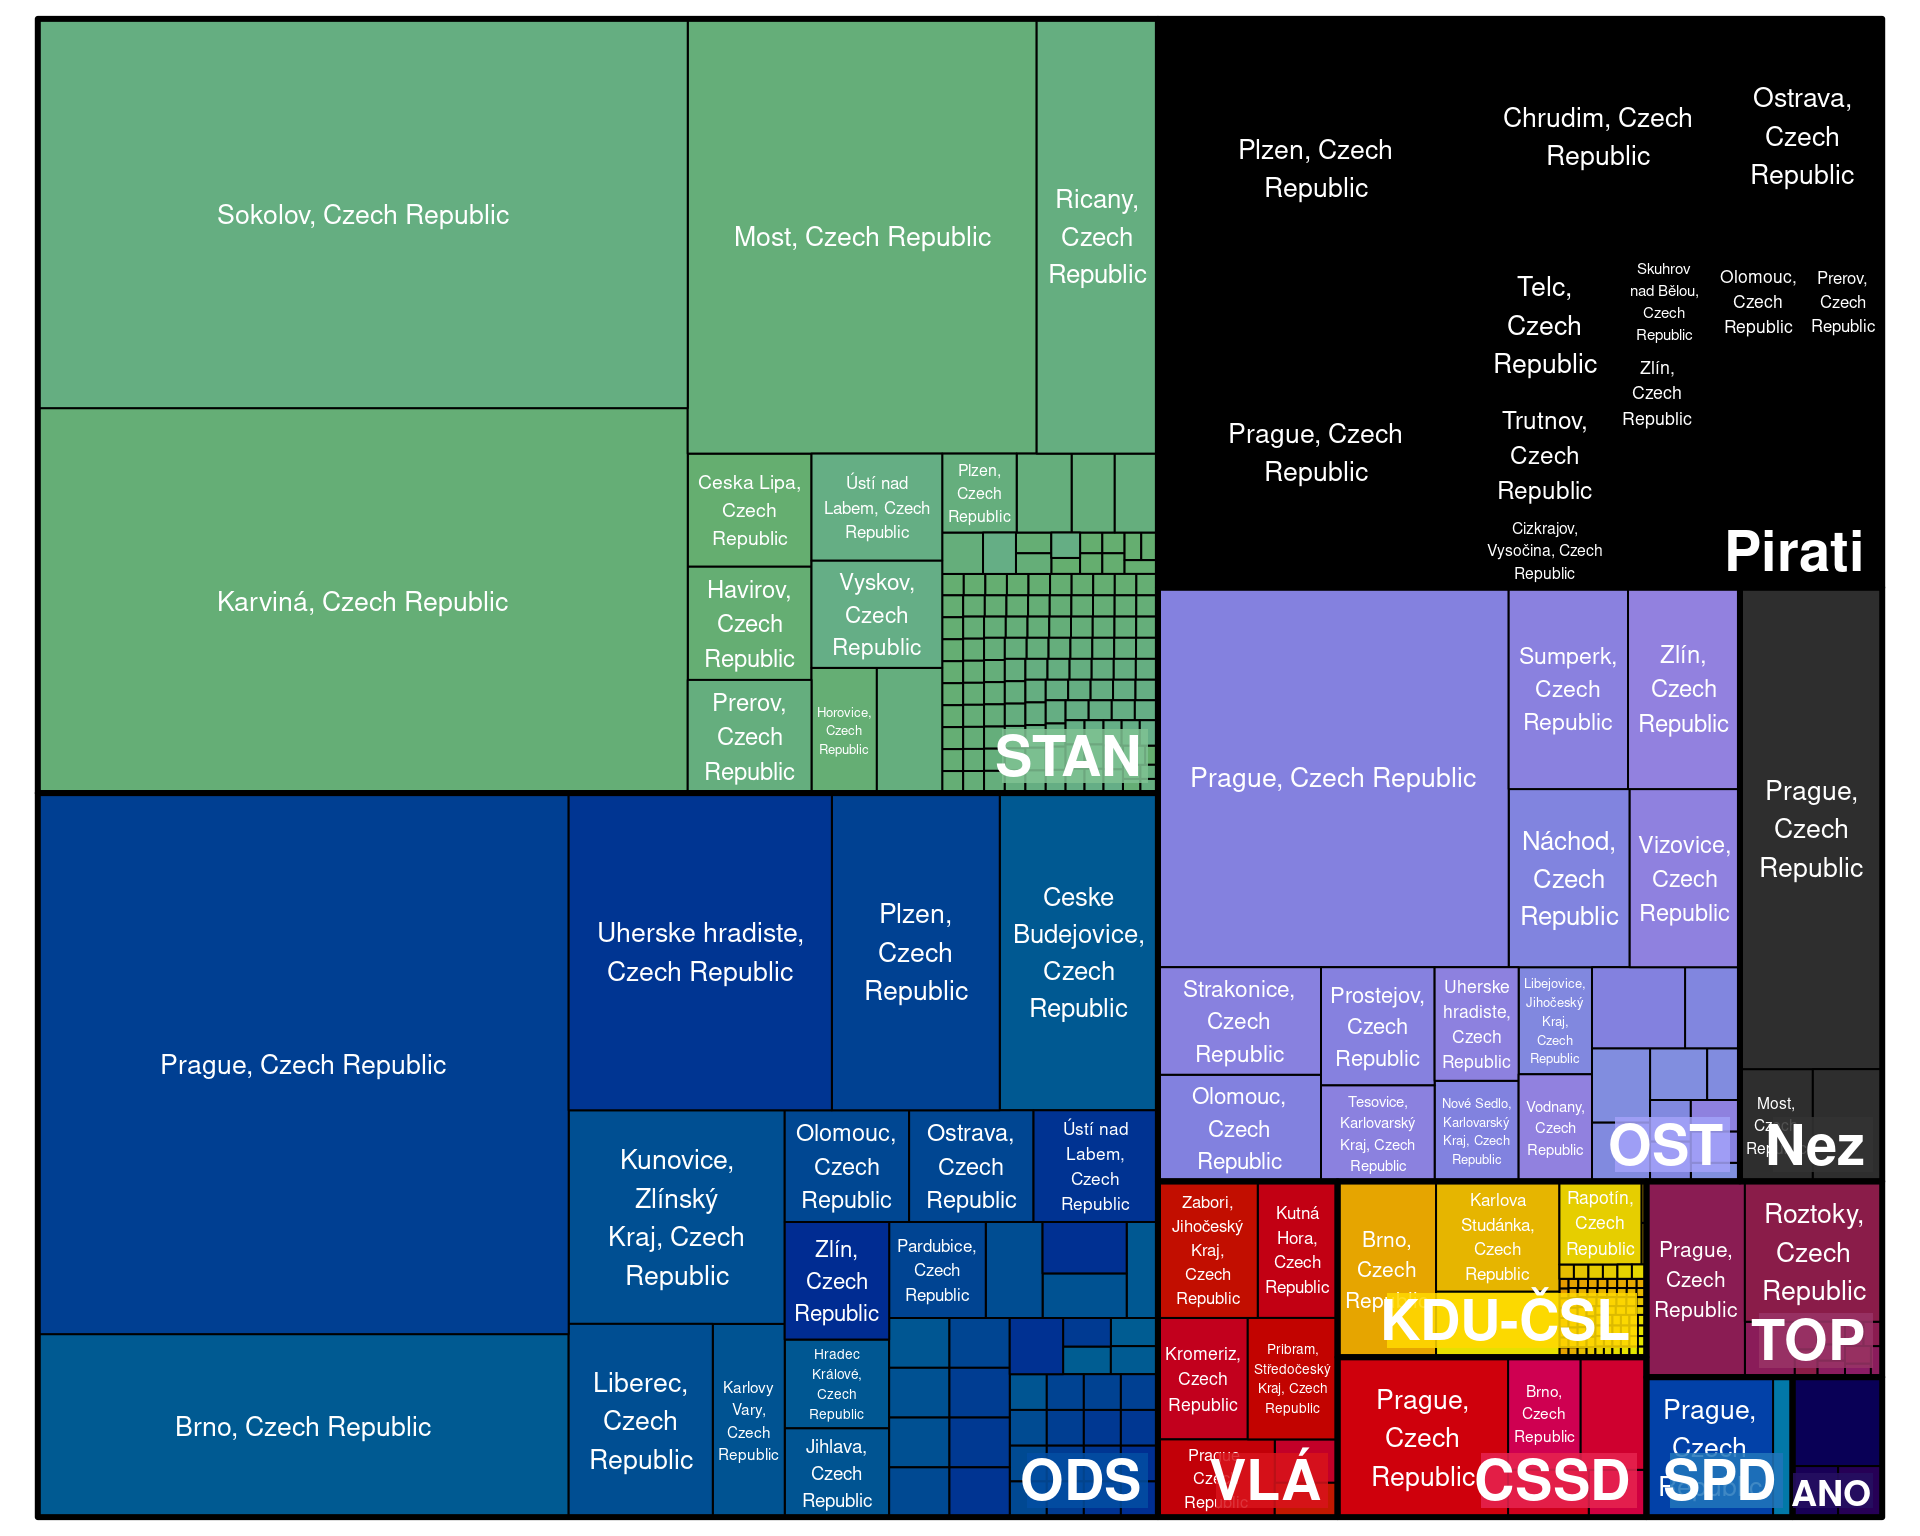 Sokolov, Czech Republic
Most, Czech Republic
Ricany,
Czech
Republic
Karviná, Czech Republic
Ceska Lipa,
Czech
Republic
Ústí nad
Labem, Czech
Republic
Plzen,
Czech
Republic
Havirov,
Czech
Republic
Vyskov,
Czech
Republic
Prerov,
Czech
Republic
Horovice,
Czech
Republic
STAN
Plzen, Czech
Republic
Chrudim, Czech
Republic
Ostrava,
Czech
Republic
Prague, Czech
Republic
Telc,
Czech
Republic
Skuhrov
nad Bělou,
Czech
Republic
Olomouc,
Czech
Republic
Prerov,
Czech
Republic
Zlín,
Czech
Republic
Trutnov,
Czech
Republic
Cizkrajov,
Vysočina, Czech
Republic
Pirati
Prague, Czech Republic
Uherske hradiste,
Czech Republic
Plzen,
Czech
Republic
Ceske
Budejovice,
Czech
Republic
Brno, Czech Republic
Kunovice,
Zlínský
Kraj, Czech
Republic
Olomouc,
Czech
Republic
Ostrava,
Czech
Republic
Ústí nad
Labem,
Czech
Republic
Zlín,
Czech
Republic
Pardubice,
Czech
Republic
Liberec,
Czech
Republic
Karlovy
Vary,
Czech
Republic
Hradec
Králové,
Czech
Republic
Jihlava,
Czech
Republic
ODS
Prague, Czech Republic
Sumperk,
Czech
Republic
Zlín,
Czech
Republic
Náchod,
Czech
Republic
Vizovice,
Czech
Republic
Strakonice,
Czech
Republic
Prostejov,
Czech
Republic
Uherske
hradiste,
Czech
Republic
Libejovice,
Jihočeský
Kraj,
Czech
Republic
Olomouc,
Czech
Republic
Tesovice,
Karlovarský
Kraj, Czech
Republic
Nové Sedlo,
Karlovarský
Kraj, Czech
Republic
Vodnany,
Czech
Republic
OST
Prague,
Czech
Republic
Most,
Czech
Republic
Nez
Zabori,
Jihočeský
Kraj,
Czech
Republic
Kutná
Hora,
Czech
Republic
Kromeriz,
Czech
Republic
Pribram,
Středočeský
Kraj, Czech
Republic
Prague
Czech
Republic
VLÁ
Brno,
Czech
Republic
Karlova
Studánka,
Czech
Republic
Rapotín,
Czech
Republic
KDU-ČSL
Prague,
Czech
Republic
Roztoky,
Czech
Republic
TOP
Prague,
Czech
Republic
Brno,
Czech
Republic
CSSD
Prague,
Czech
Republic
SPD
ANO